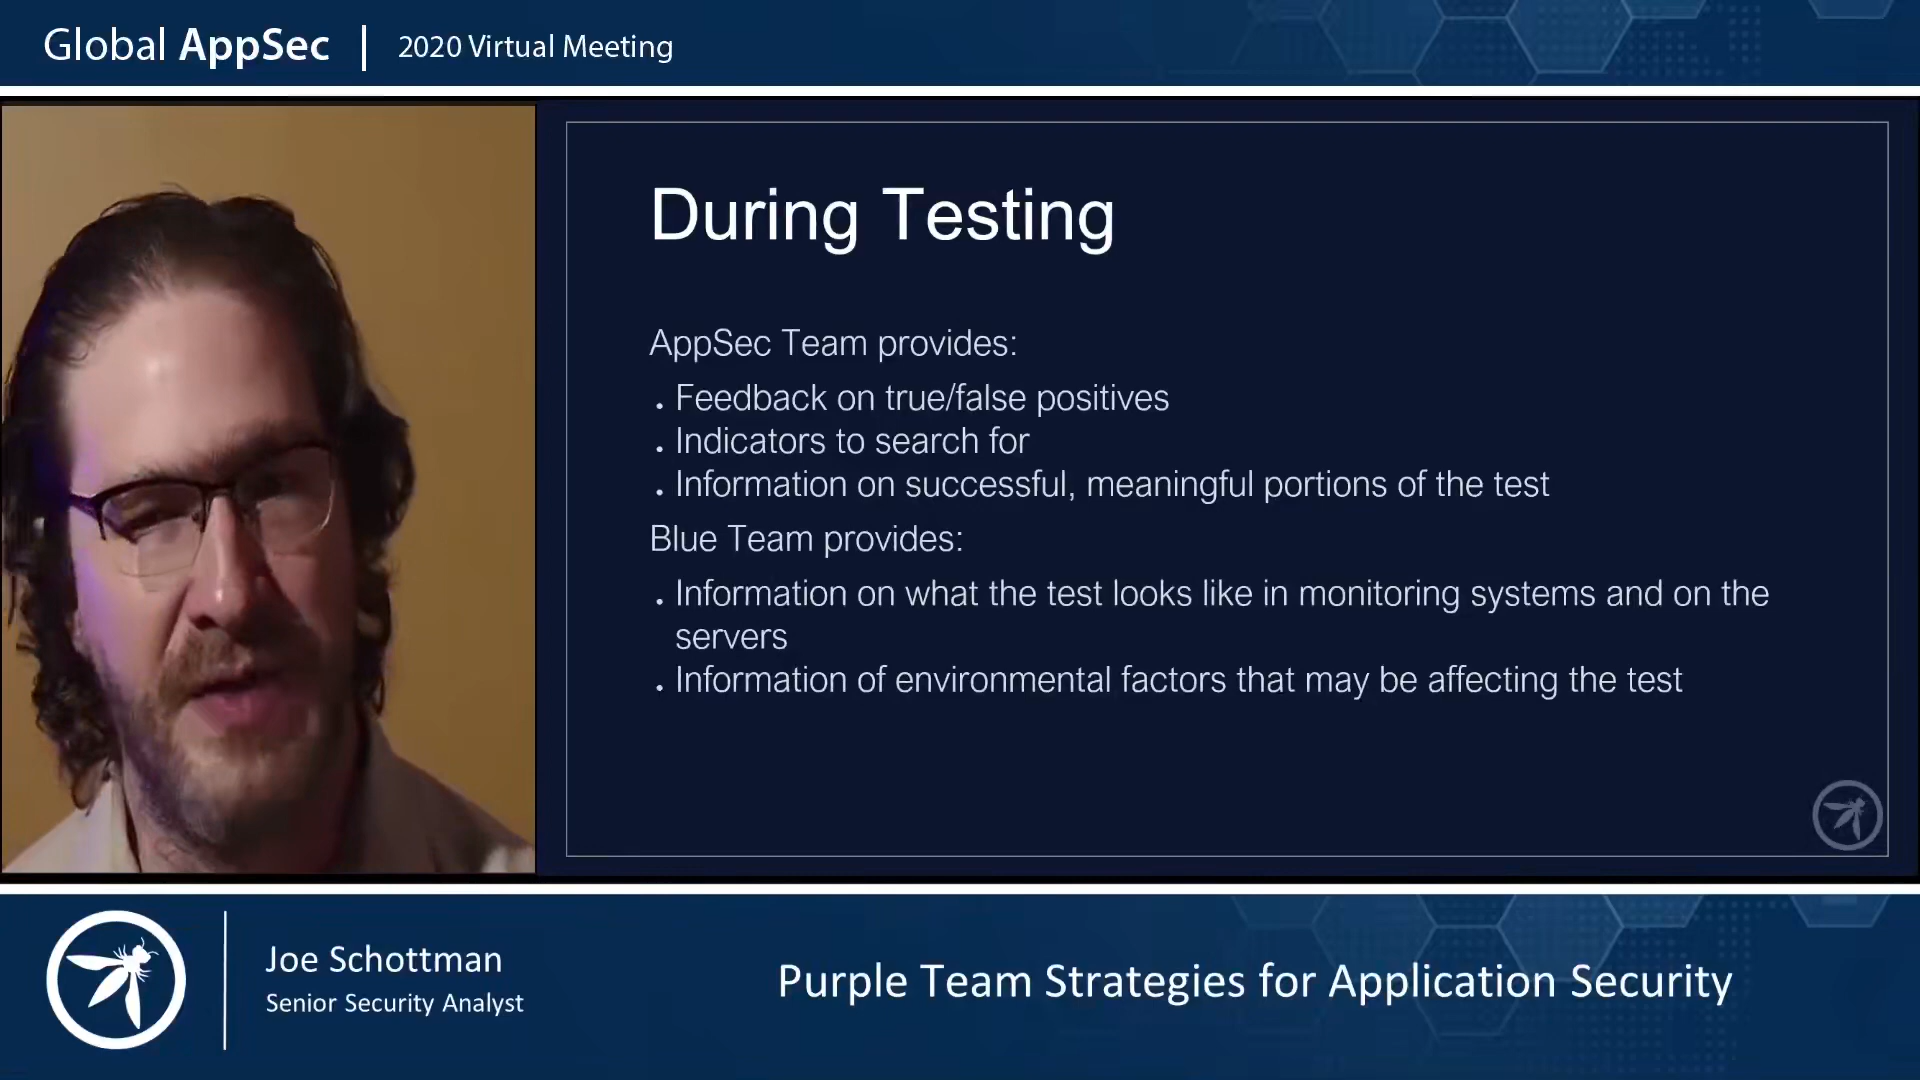 Global AppSec | 2020 Virtual Meeting
During Testing
AppSec Team provides:
• Feedback on true/false positives
• Indicators to search for
• Information on successful, meaningful portions of the test
Blue Team provides:
• Information on what the test looks like in monitoring systems and on the
servers
• Information of environmental factors that may be affecting the test
Joe Schottman
Senior Security Analyst
Purple Team Strategies for Application Security